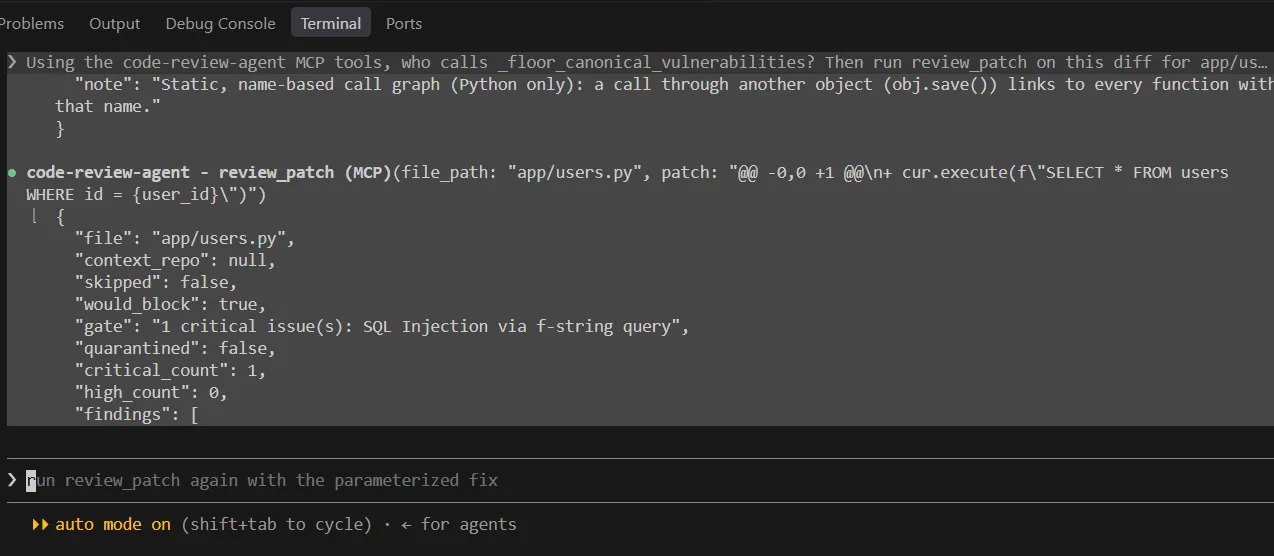 Problems Output Debug Console Terminal Ports
❯ Using the code-review-agent MCP tools, who calls _floor_canonical_vulnerabilities? Then run review_patch on this diff for app/us…
"note": "Static, name-based call graph (Python only): a call through another object (obj.save()) links to every function with
that name."
}
● code-review-agent - review_patch (MCP)(file_path: "app/users.py", patch: "@@ -0,0 +1 @@\n+ cur.execute(f\"SELECT * FROM users
WHERE id = {user_id}\")")
⎣ {
"file": "app/users.py",
"context_repo": null,
"skipped": false,
"would_block": true,
"gate": "1 critical issue(s): SQL Injection via f-string query",
"quarantined": false,
"critical_count": 1,
"high_count": 0,
"findings": [
❯ run review_patch again with the parameterized fix
⏵⏵ auto mode on (shift+tab to cycle) · ← for agents